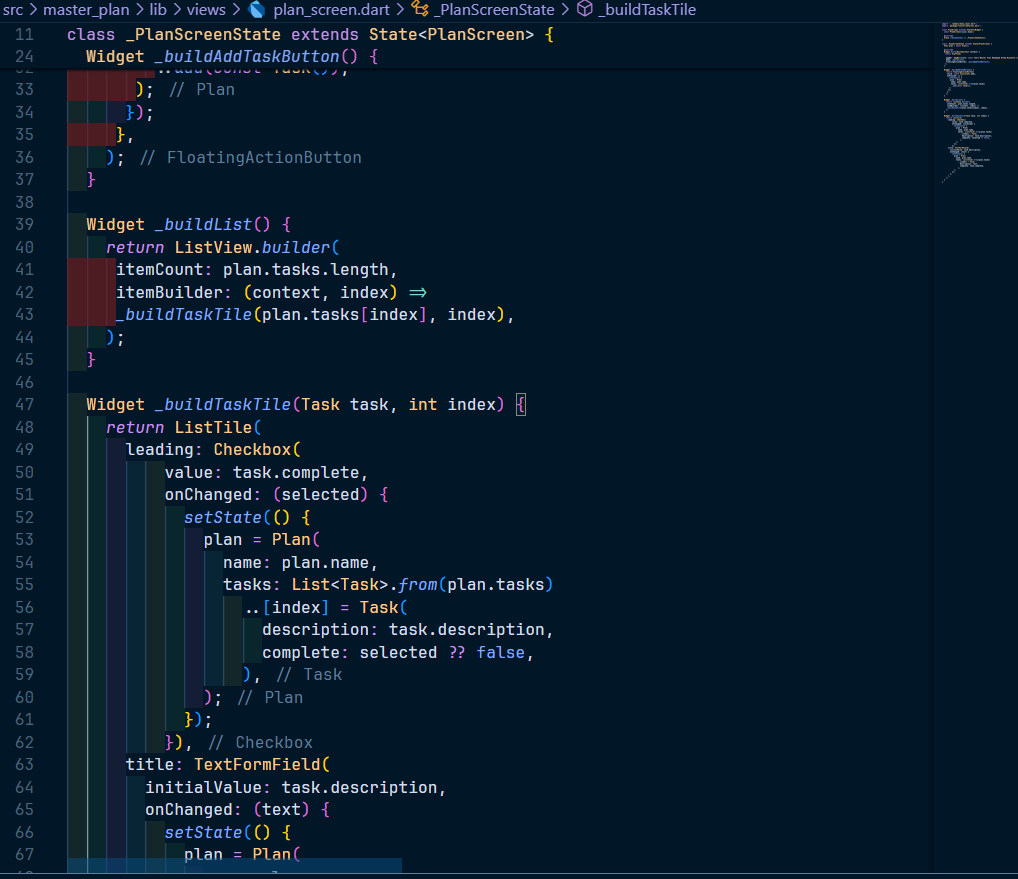 src > master_plan > lib > views > plan_screen.dart > _PlanScreenState > _buildTaskTile
11 class _PlanScreenState extends State<PlanScreen> {
24   Widget _buildAddTaskButton() {
32 ..add(const Task()),
33       ); // Plan
34     });
35   },
36   ); // FloatingActionButton
37 }
38
39 Widget _buildList() {
40   return ListView.builder(
41     itemCount: plan.tasks.length,
42     itemBuilder: (context, index) =>
43     _buildTaskTile(plan.tasks[index], index),
44   );
45 }
46
47 Widget _buildTaskTile(Task task, int index) {
48   return ListTile(
49     leading: Checkbox(
50         value: task.complete,
51         onChanged: (selected) {
52           setState(() {
53             plan = Plan(
54               name: plan.name,
55               tasks: List<Task>.from(plan.tasks)
56                 ..[index] = Task(
57                   description: task.description,
58                   complete: selected ?? false,
59                 ), // Task
60             ); // Plan
61           });
62         }), // Checkbox
63     title: TextFormField(
64       initialValue: task.description,
65       onChanged: (text) {
66         setState(() {
67           plan = Plan(